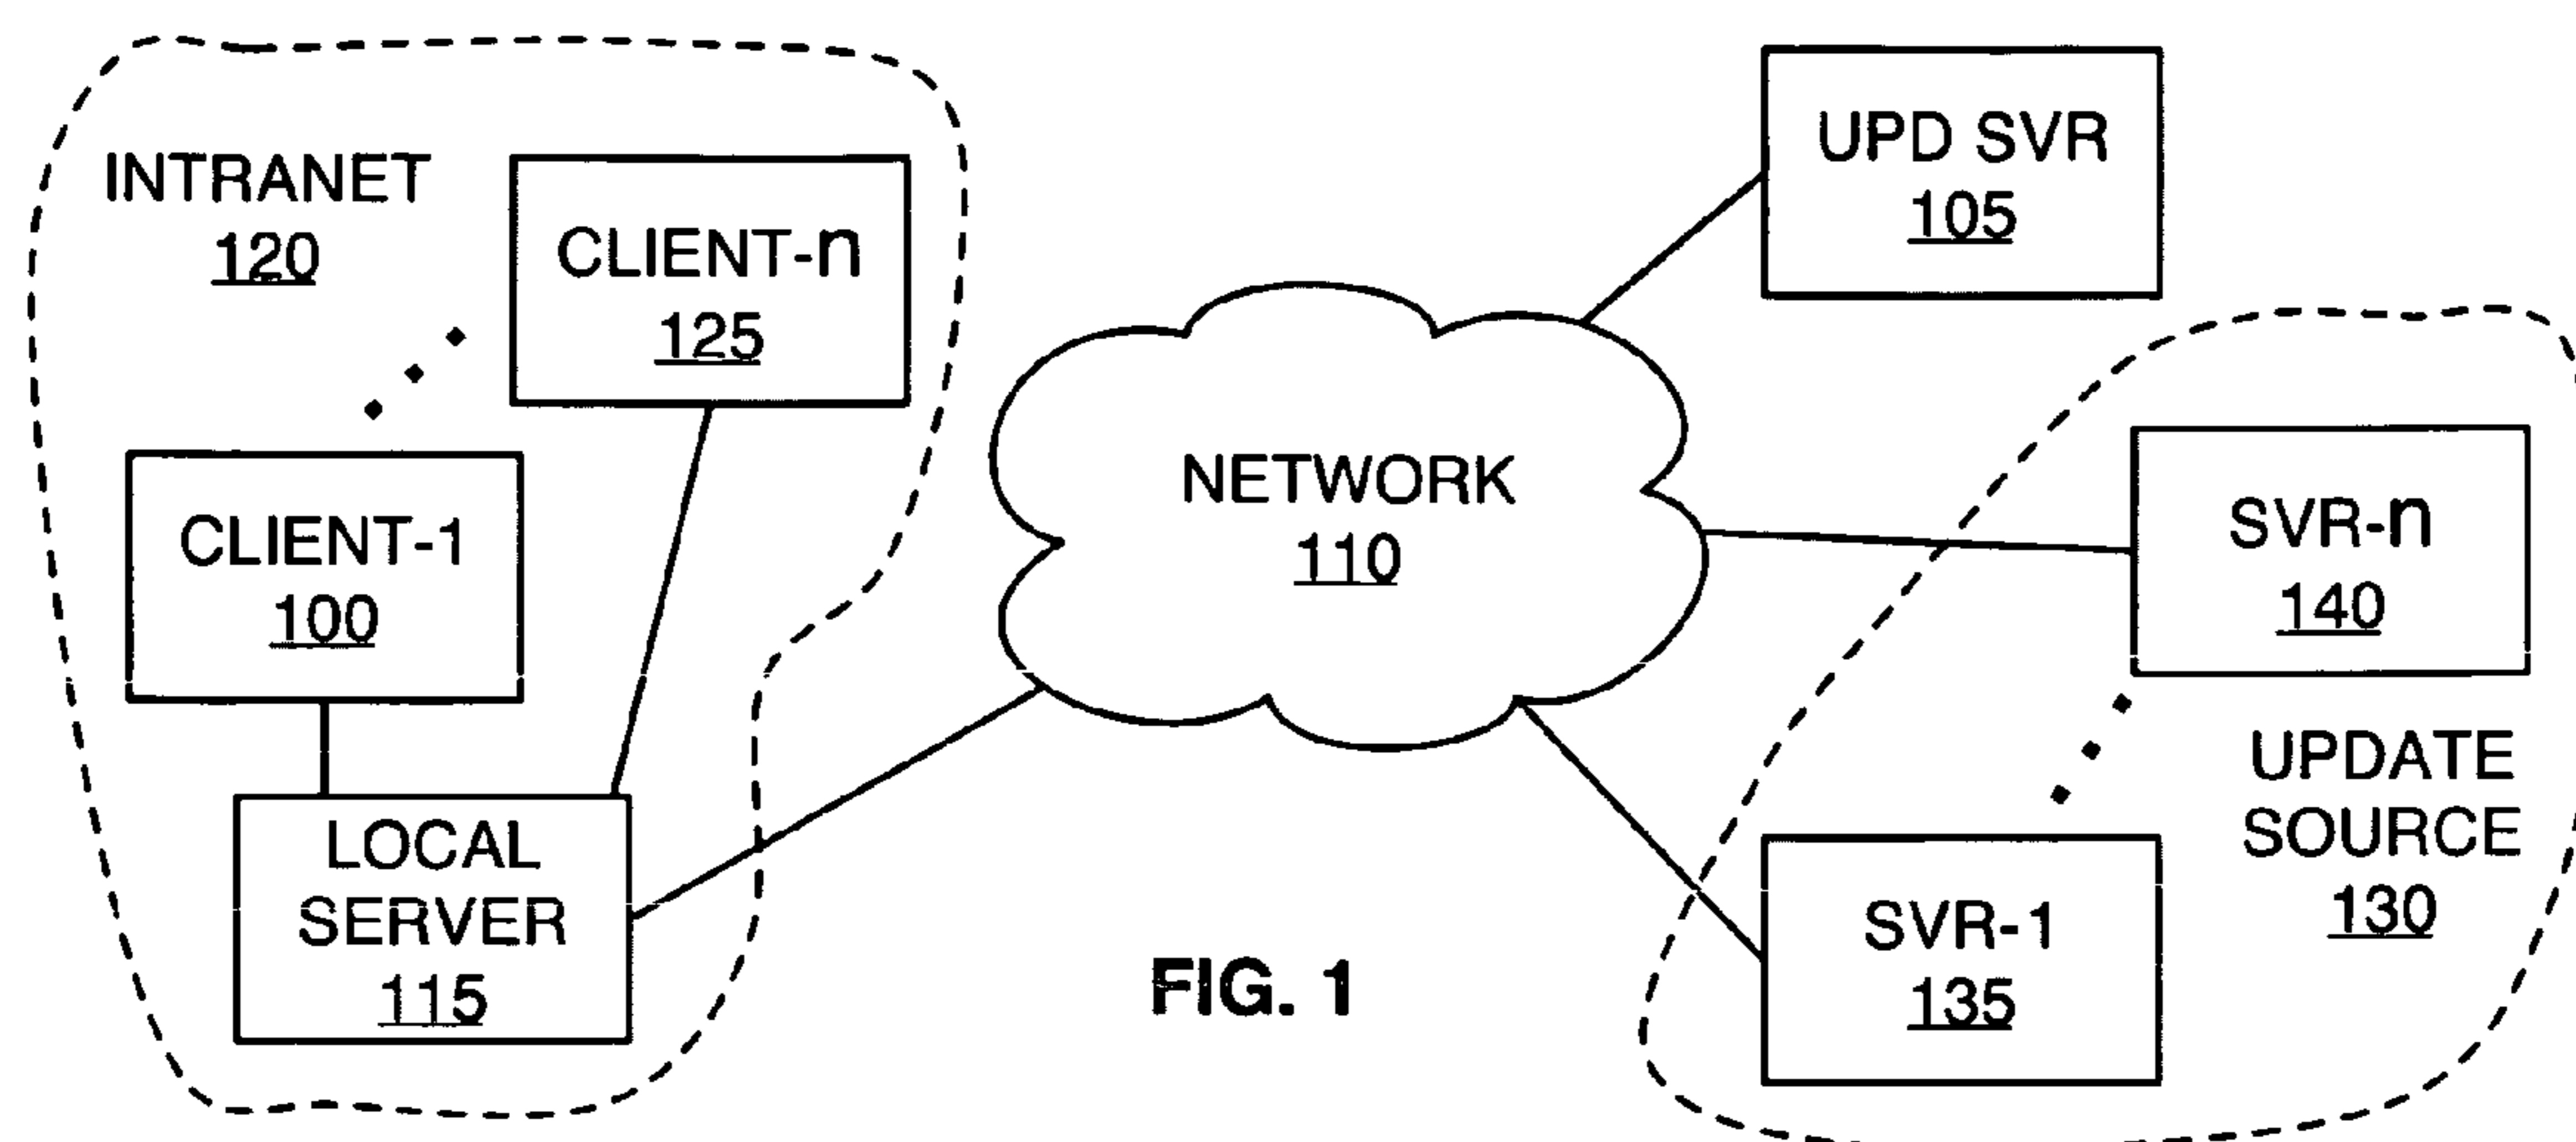 INTRANET
120
CLIENT-n
125
CLIENT-1
100
LOCAL
SERVER
115
NETWORK
110
UPD SVR
105
SVR-n
140
UPDATE
SOURCE
130
SVR-1
135
FIG. 1